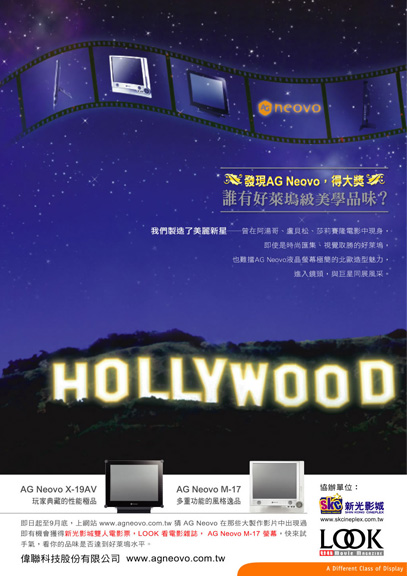 neovo
發現AG Neovo，得大獎
誰有好萊塢級美學品味？
我們製造了美麗新星──曾在阿湯哥、盧貝松、莎莉賽隆電影中現身，
即使是時尚匯集、視覺取勝的好萊塢，
也難擋AG Neovo液晶螢幕極簡的北歐造型魅力，
進入鏡頭，與巨星同展風采。
HOLLYWOOD
AG Neovo X-19AV
玩家典藏的性能極品
AG Neovo M-17
多重功能的風格逸品
協辦單位：
skc 新光影城
SHIN KONG CINEPLEX
www.skcineplex.com.tw
LOOK
Movie Magazine
即日起至9月底，上網站 www.agneovo.com.tw 猜 AG Neovo 在那些大製作影片中出現過
即有機會獲得新光影城雙人電影票，LOOK 看電影雜誌， AG Neovo M-17 螢幕，快來試
手氣，看你的品味是否達到好萊塢水平。
偉聯科技股份有限公司 www.agneovo.com.tw
A Different Class of Display